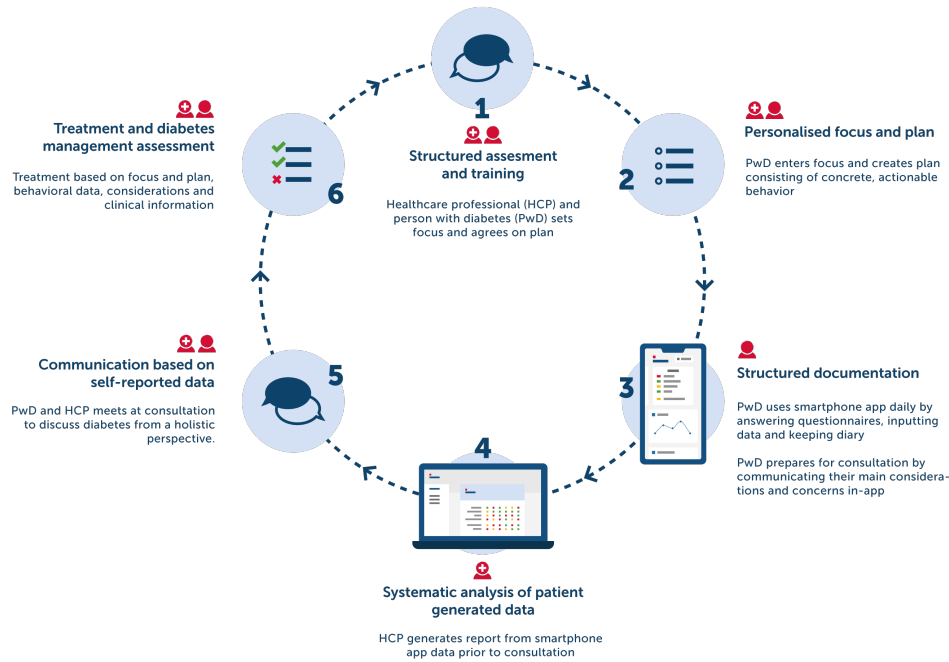 1
Structured assesment
and training
Healthcare professional (HCP) and
person with diabetes (PwD) sets
focus and agrees on plan
2
Personalised focus and plan
PwD enters focus and creates plan
consisting of concrete, actionable
behavior
3
Structured documentation
PwD uses smartphone app daily by
answering questionnaires, inputting
data and keeping diary
PwD prepares for consultation by
communicating their main considera-
tions and concerns in-app
4
Systematic analysis of patient
generated data
HCP generates report from smartphone
app data prior to consultation
5
Communication based on
self-reported data
PwD and HCP meets at consultation
to discuss diabetes from a holistic
perspective.
6
Treatment and diabetes
management assessment
Treatment based on focus and plan,
behavioral data, considerations and
clinical information